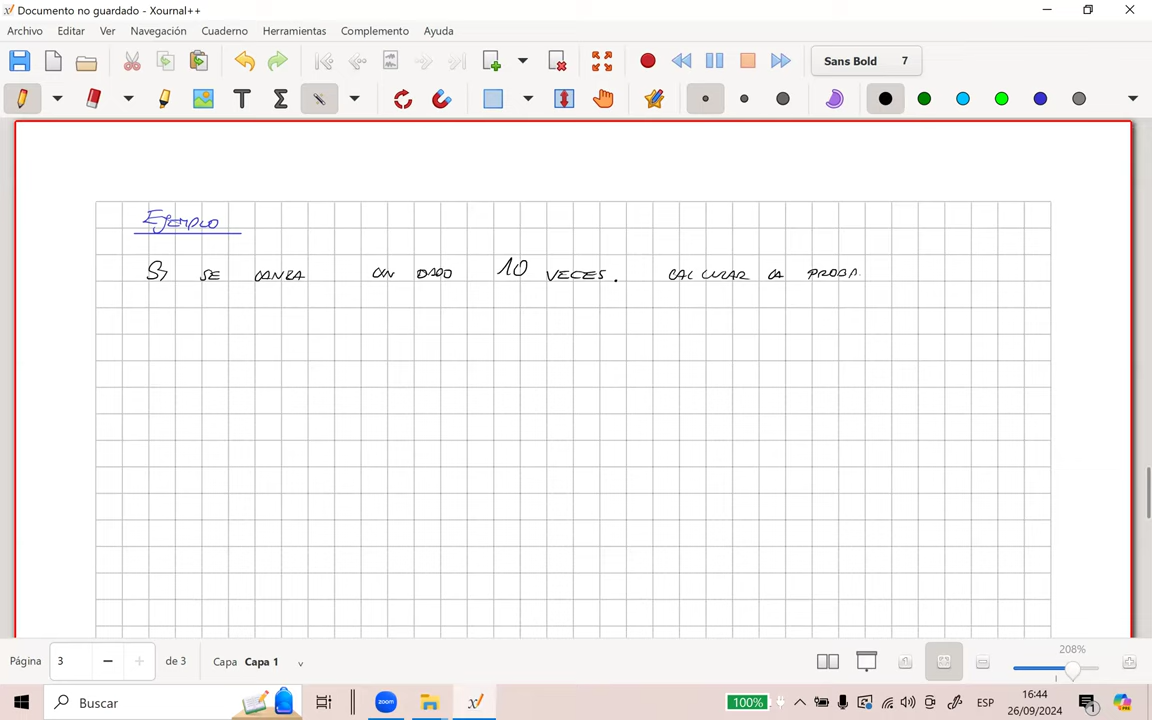 Documento no guardado - Xournal++
Archivo Editar Ver Navegación Cuaderno Herramientas Complemento Ayuda
Sans Bold 7
EJEMPLO
SI SE LANZA UN DADO 10 VECES. CALCULAR LA PROBA
Página 3 de 3 Capa Capa 1 208%
Buscar zoom 100% ESP 16:44
26/09/2024 1